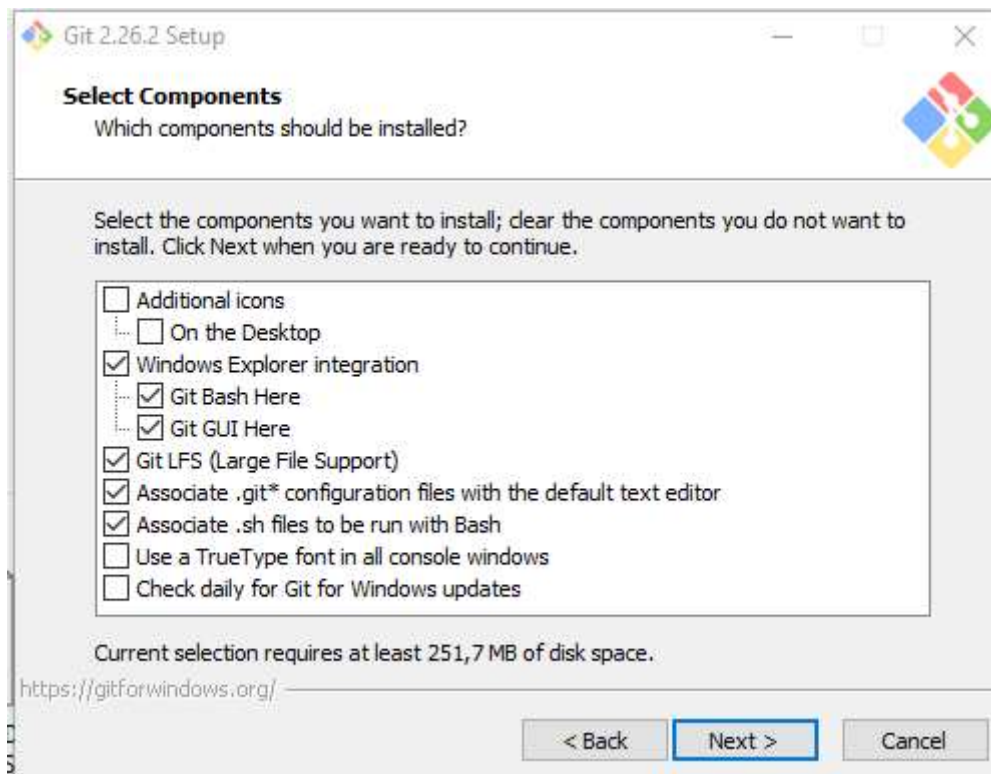 Git 2.26.2 Setup
Select Components
Which components should be installed?
Select the components you want to install; clear the components you do not want to
install. Click Next when you are ready to continue.
Additional icons
On the Desktop
Windows Explorer integration
Git Bash Here
Git GUI Here
Git LFS (Large File Support)
Associate .git* configuration files with the default text editor
Associate .sh files to be run with Bash
Use a TrueType font in all console windows
Check daily for Git for Windows updates
Current selection requires at least 251,7 MB of disk space.
https://gitforwindows.org/
< Back Next > Cancel